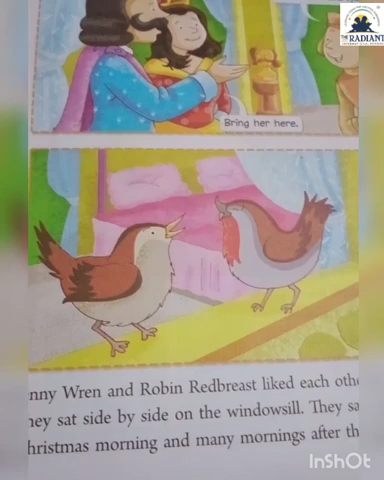 THE RADIANT
Bring her here.
nny Wren and Robin Redbreast liked each othe
hey sat side by side on the windowsill. They sa
hristmas morning and many mornings after th
InShOt